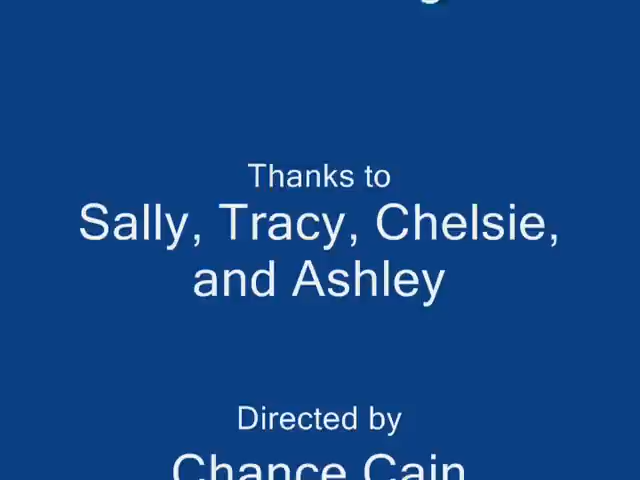 Thanks to
Sally, Tracy, Chelsie,
and Ashley
Directed by
Chance Cain